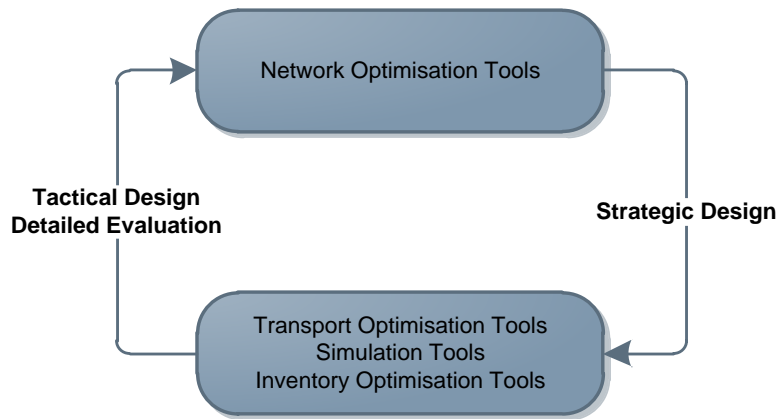 Network Optimisation Tools
Tactical Design
Detailed Evaluation
Strategic Design
Transport Optimisation Tools
Simulation Tools
Inventory Optimisation Tools